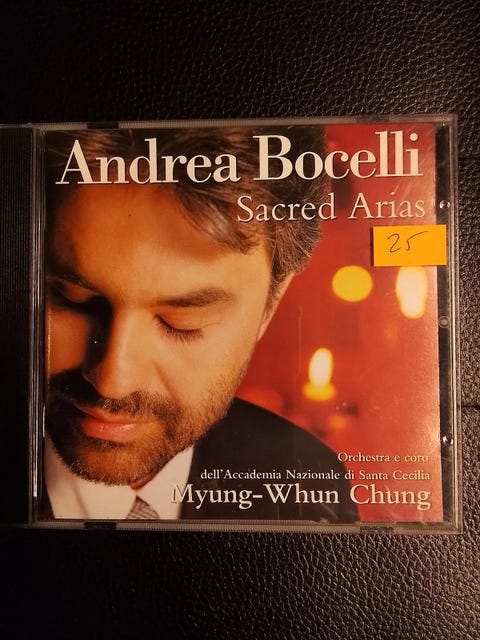 Andrea Bocelli
Sacred Arias
25
Orchestra e coro
dell'Accademia Nazionale di Santa Cecilia
Myung-Whun Chung